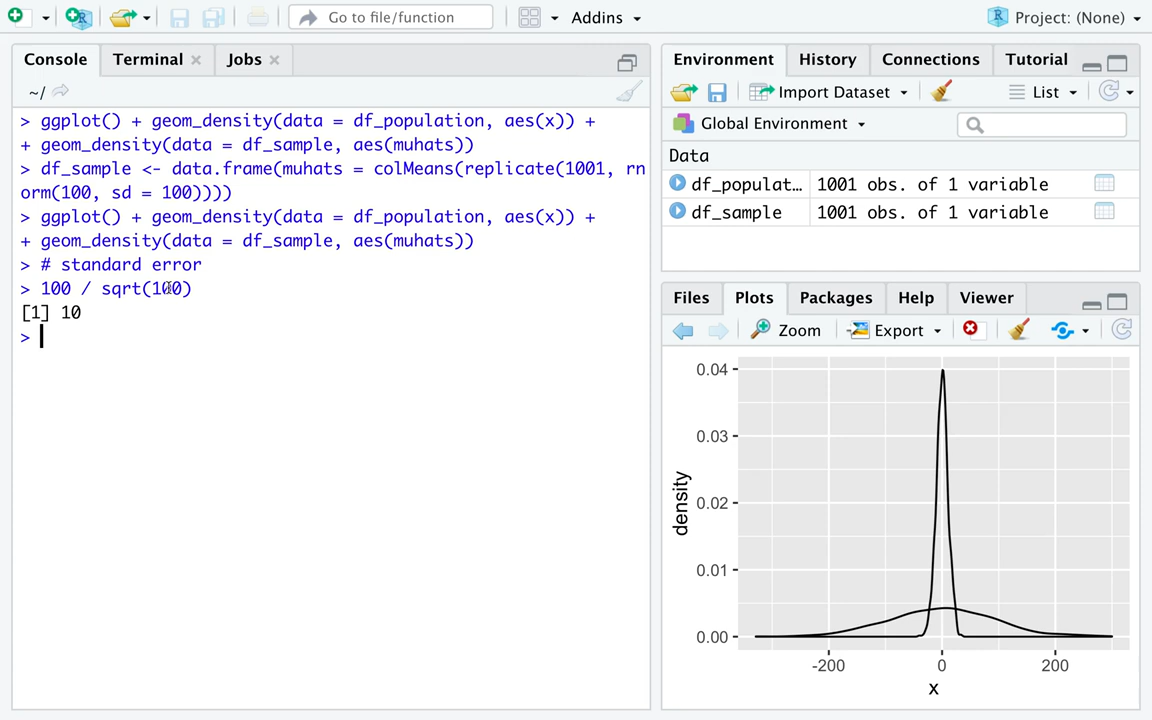 Go to file/function
Addins
Project: (None)
Console
Terminal
Jobs
~/
> ggplot() + geom_density(data = df_population, aes(x)) +
+ geom_density(data = df_sample, aes(muhats))
> df_sample <- data.frame(muhats = colMeans(replicate(1001, rn
orm(100, sd = 100))))
> ggplot() + geom_density(data = df_population, aes(x)) +
+ geom_density(data = df_sample, aes(muhats))
> # standard error
> 100 / sqrt(100)
[1] 10
>
Environment
History
Connections
Tutorial
Import Dataset
List
Global Environment
Data
df_populat… 1001 obs. of 1 variable
df_sample 1001 obs. of 1 variable
Files
Plots
Packages
Help
Viewer
Zoom
Export
0.04
0.03
0.02
0.01
0.00
density
-200
0
200
x